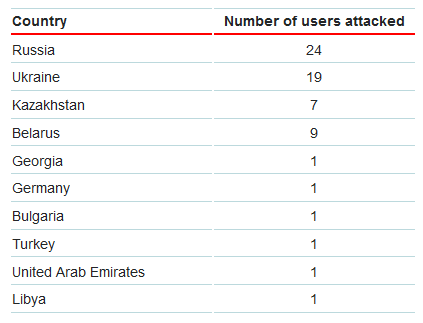 Country Number of users attacked
Russia 24
Ukraine 19
Kazakhstan 7
Belarus 9
Georgia 1
Germany 1
Bulgaria 1
Turkey 1
United Arab Emirates 1
Libya 1